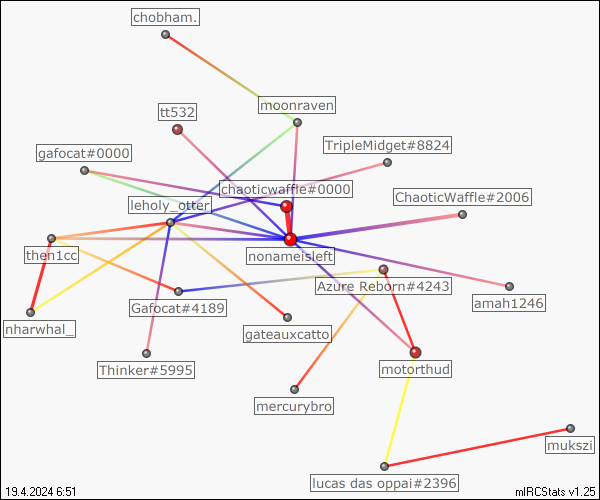 chobham.
moonraven
tt532
TripleMidget#8824
gafocat#0000
chaoticwaffle#0000
ChaoticWaffle#2006
leholy_otter
then1cc
nonameisleft
Azure Reborn#4243
amah1246
Gafocat#4189
nharwhal_
gateauxcatto
Thinker#5995
motorthud
mercurybro
mukszi
lucas das oppai#2396
19.4.2024 6:51
mIRCStats v1.25